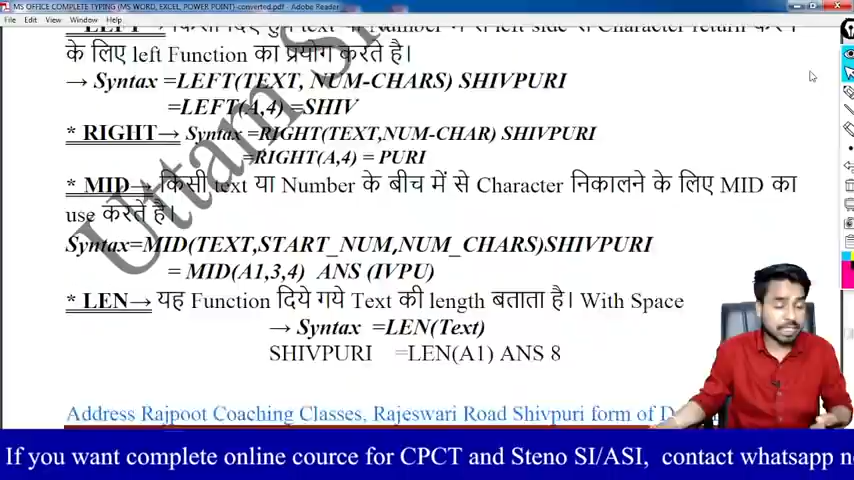 MS OFFICE COMPLETE TYPING (MS WORD, EXCEL, POWER POINT)-converted.pdf - Adobe Reader
File Edit View Window Help
के लिए left Function का प्रयोग करते है।
→ Syntax =LEFT(TEXT, NUM-CHARS) SHIVPURI
=LEFT(A,4) =SHIV
* RIGHT→ Syntax =RIGHT(TEXT,NUM-CHAR) SHIVPURI
=RIGHT(A,4) = PURI
* MID→ किसी text या Number के बीच में से Character निकालने के लिए MID का
use करते है।
Syntax=MID(TEXT,START_NUM,NUM_CHARS)SHIVPURI
= MID(A1,3,4) ANS (IVPU)
* LEN→ यह Function दिये गये Text की length बताता है। With Space
→ Syntax =LEN(Text)
SHIVPURI =LEN(A1) ANS 8
Address Rajpoot Coaching Classes, Rajeswari Road Shivpuri form of D
If you want complete online cource for CPCT and Steno SI/ASI, contact whatsapp n
Uttam